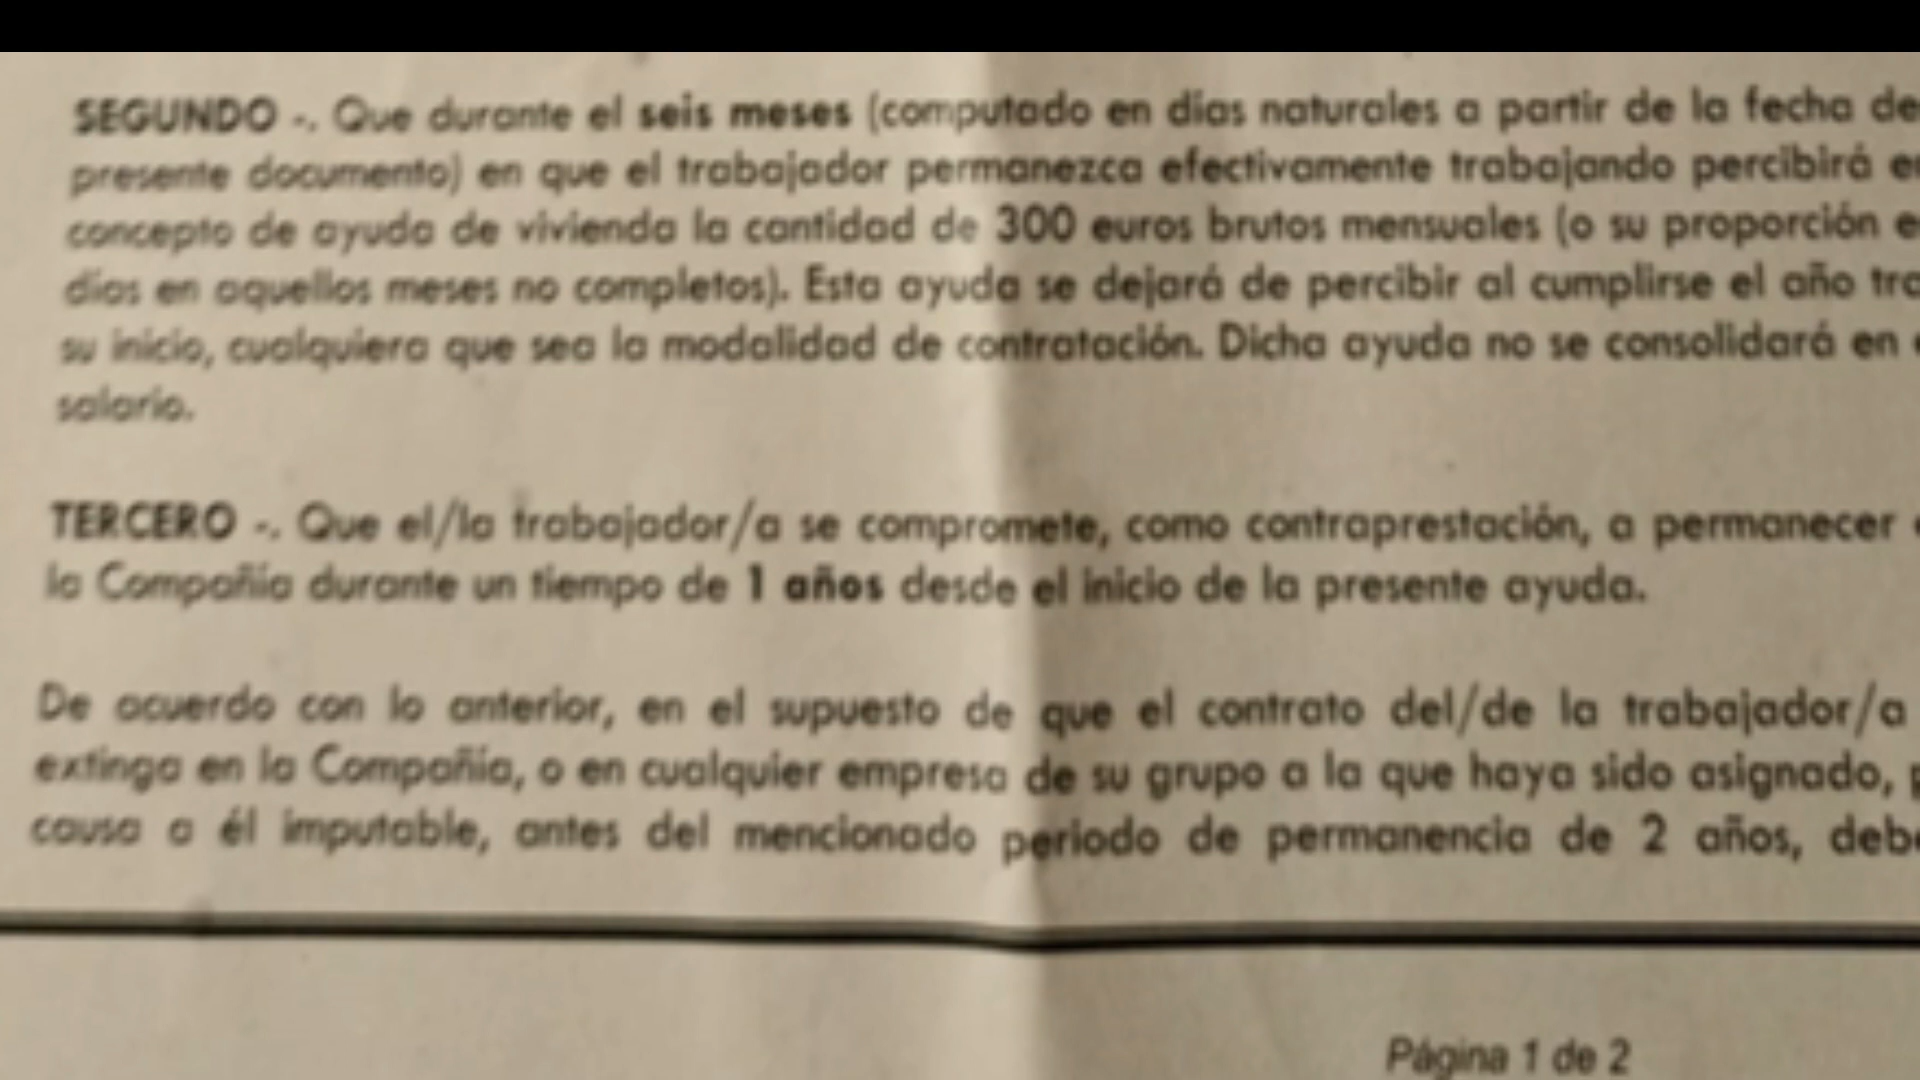 SEGUNDO -. Que durante el seis meses (computado en días naturales a partir de la fecha de
presente documento) en que el trabajador permanezca efectivamente trabajando percibirá e
concepto de ayuda de vivienda la cantidad de 300 euros brutos mensuales (o su proporción e
días en aquellos meses no completos). Esta ayuda se dejará de percibir al cumplirse el año tra
su inicio, cualquiera que sea la modalidad de contratación. Dicha ayuda no se consolidará en
salario.
TERCERO -. Que el/la trabajador/a se compromete, como contraprestación, a permanecer
la Compañía durante un tiempo de 1 años desde el inicio de la presente ayuda.
De acuerdo con lo anterior, en el supuesto de que el contrato del/de la trabajador/a
extinga en la Compañía, o en cualquier empresa de su grupo a la que haya sido asignado, p
causa a él imputable, antes del mencionado periodo de permanencia de 2 años, debe
Página 1 de 2